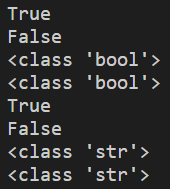 True
False
<class 'bool'>
<class 'bool'>
True
False
<class 'str'>
<class 'str'>